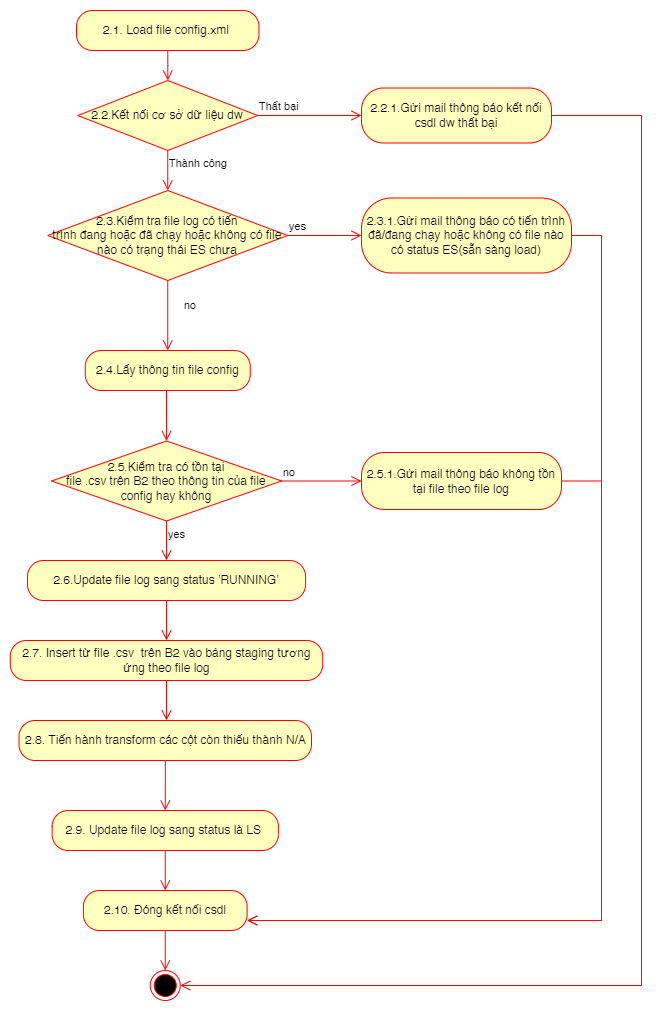 2.1. Load file config.xml
2.2.Kết nối cơ sở dữ liệu dw
Thất bại
2.2.1.Gửi mail thông báo kết nối
csdl dw thất bại
Thành công
2.3.Kiểm tra file log có tiến
trình đang hoặc đã chạy hoặc không có file
nào có trạng thái ES chưa
yes
2.3.1.Gửi mail thông báo có tiến trình
đã/đang chạy hoặc không có file nào
có status ES(sẵn sàng load)
no
2.4.Lấy thông tin file config
2.5.Kiểm tra có tồn tại
file .csv trên B2 theo thông tin của file
config hay không
no
2.5.1.Gửi mail thông báo không tồn
tại file theo file log
yes
2.6.Update file log sang status 'RUNNING'
2.7. Insert từ file .csv  trên B2 vào bảng staging tương
ứng theo file log
2.8. Tiến hành transform các cột còn thiếu thành N/A
2.9. Update file log sang status là LS
2.10. Đóng kết nối csdl